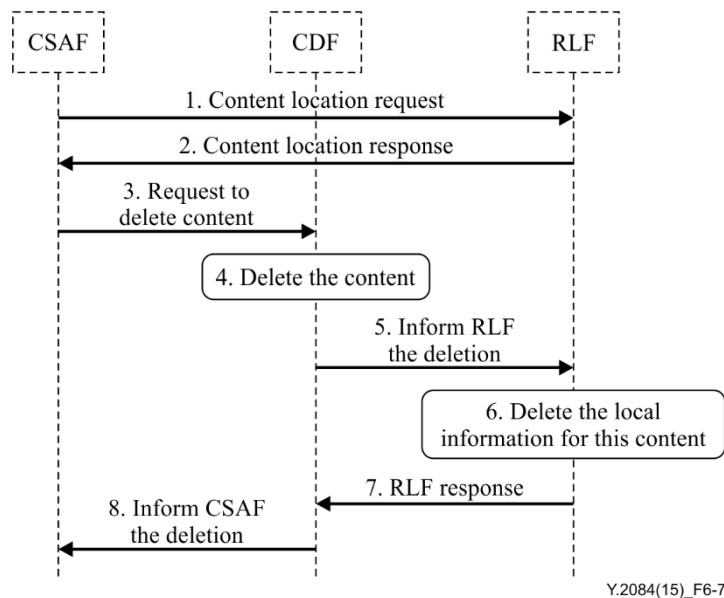 CSAF
CDF
RLF
1. Content location request
2. Content location response
3. Request to
delete content
4. Delete the content
5. Inform RLF
the deletion
6. Delete the local
information for this content
7. RLF response
8. Inform CSAF
the deletion
Y.2084(15)_F6-7